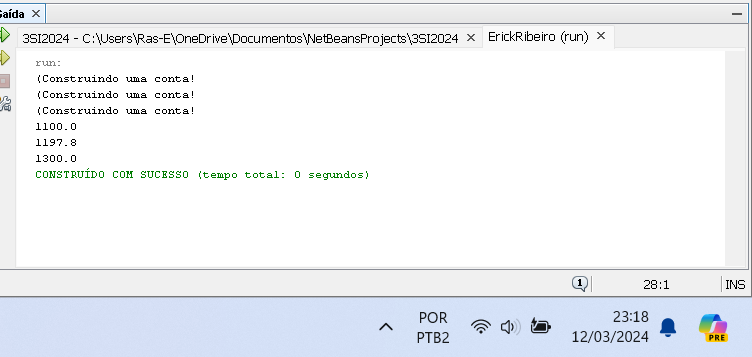 Saída
3SI2024 - C:\Users\Ras-E\OneDrive\Documentos\NetBeansProjects\3SI2024
ErickRibeiro (run)
run:
(Construindo uma conta!
(Construindo uma conta!
(Construindo uma conta!
1100.0
1197.8
1300.0
CONSTRUÍDO COM SUCESSO (tempo total: 0 segundos)
1
28:1
INS
POR
PTB2
23:18
12/03/2024
PRE